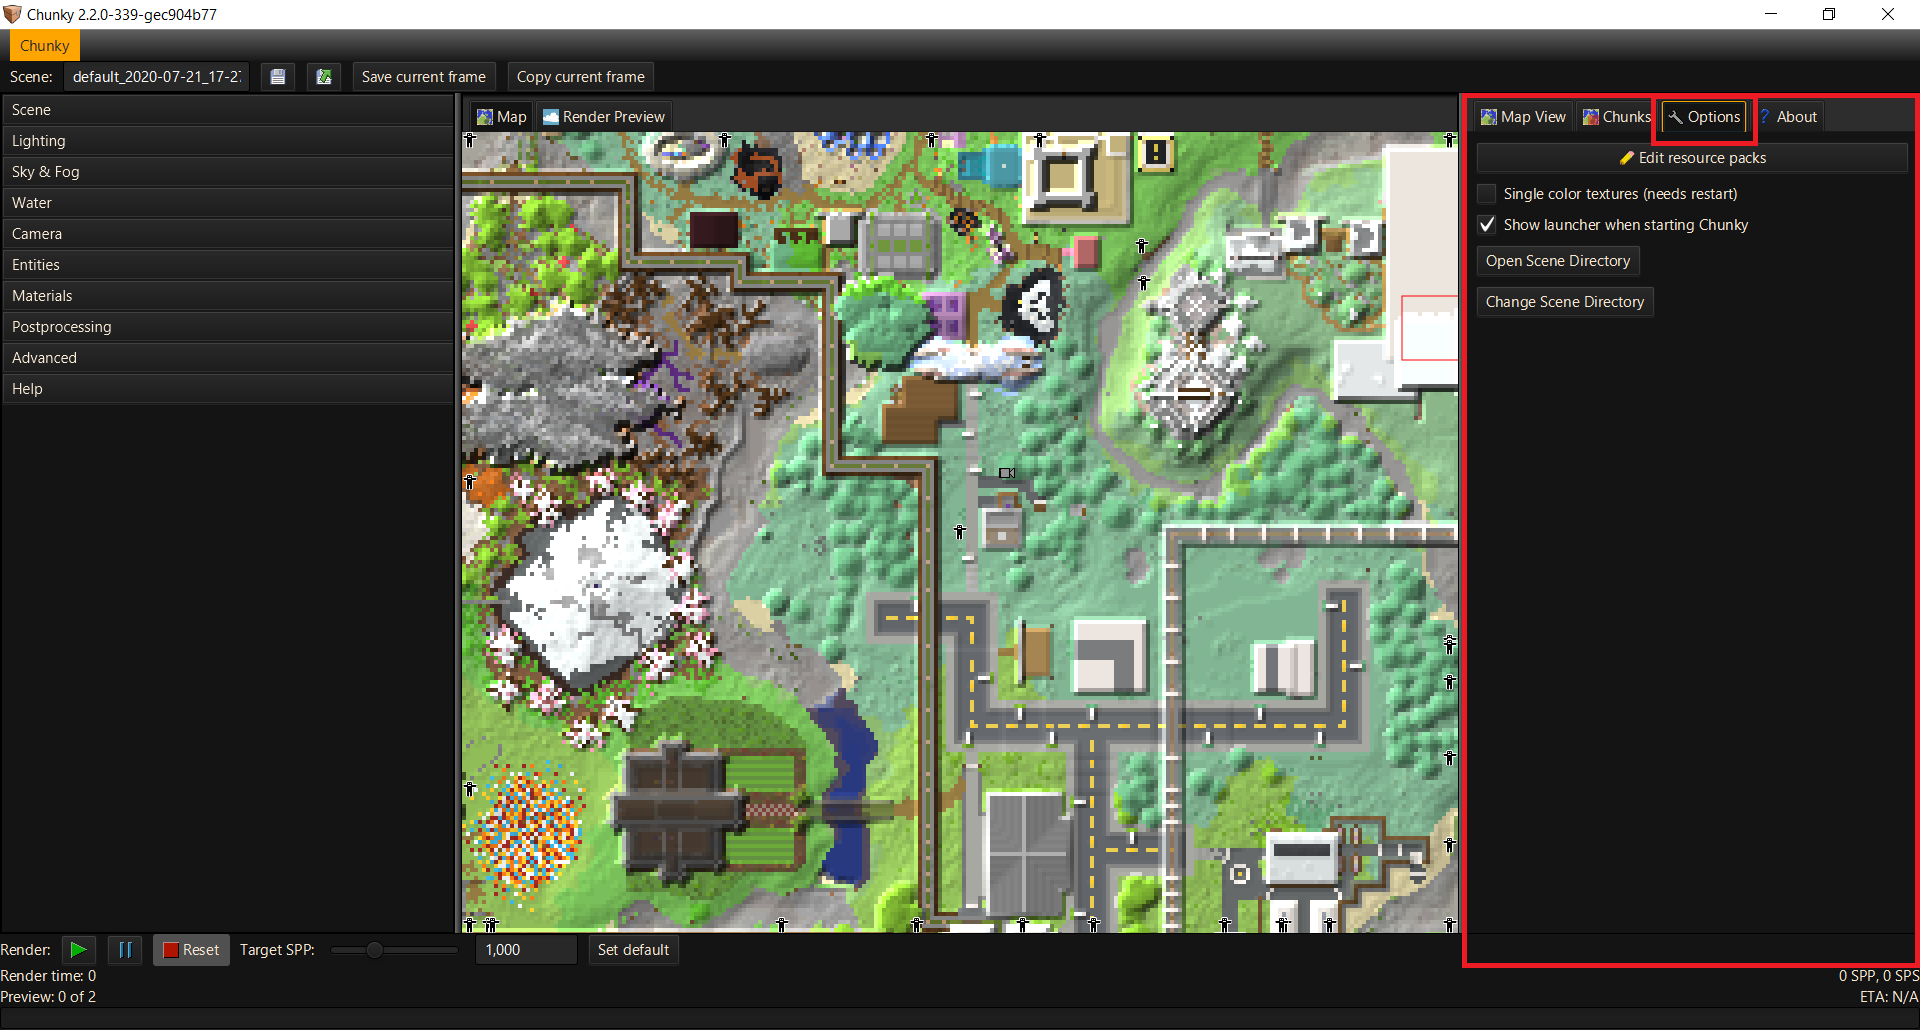 Chunky 2.2.0-339-gec904b77
Chunky
Scene: default_2020-07-21_17-2 Save current frame Copy current frame
Scene
Lighting
Sky & Fog
Water
Camera
Entities
Materials
Postprocessing
Advanced
Help
Map Render Preview
Map View Chunks Options ? About
Edit resource packs
Single color textures (needs restart)
Show launcher when starting Chunky
Open Scene Directory
Change Scene Directory
Render: Reset Target SPP: 1,000 Set default
Render time: 0
Preview: 0 of 2
0 SPP, 0 SPS
ETA: N/A